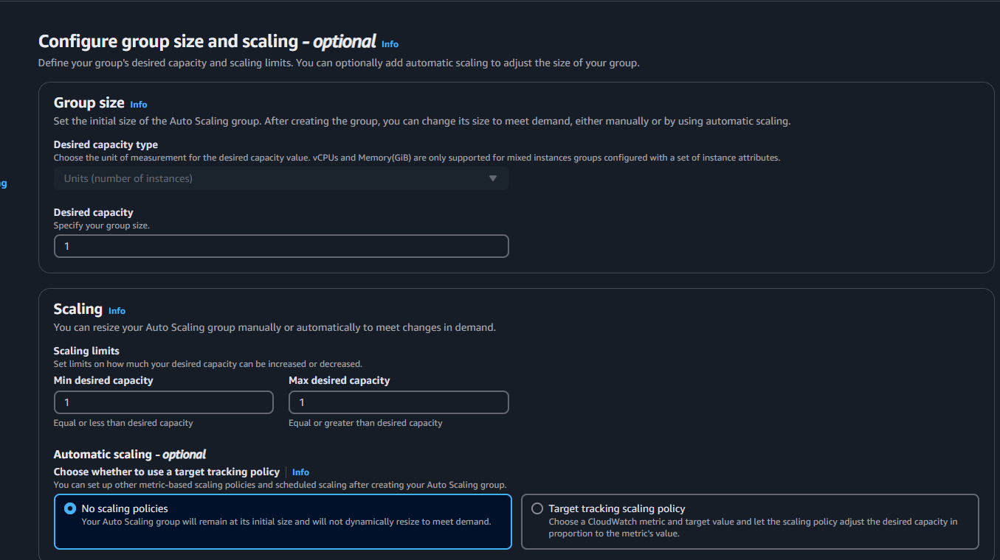 Configure group size and scaling - optional Info
Define your group's desired capacity and scaling limits. You can optionally add automatic scaling to adjust the size of your group.
Group size Info
Set the initial size of the Auto Scaling group. After creating the group, you can change its size to meet demand, either manually or by using automatic scaling.
Desired capacity type
Choose the unit of measurement for the desired capacity value. vCPUs and Memory(GiB) are only supported for mixed instances groups configured with a set of instance attributes.
Units (number of instances)
Desired capacity
Specify your group size.
1
Scaling Info
You can resize your Auto Scaling group manually or automatically to meet changes in demand.
Scaling limits
Set limits on how much your desired capacity can be increased or decreased.
Min desired capacity Max desired capacity
1 1
Equal or less than desired capacity Equal or greater than desired capacity
Automatic scaling - optional
Choose whether to use a target tracking policy Info
You can set up other metric-based scaling policies and scheduled scaling after creating your Auto Scaling group.
No scaling policies
Your Auto Scaling group will remain at its initial size and will not dynamically resize to meet demand.
Target tracking scaling policy
Choose a CloudWatch metric and target value and let the scaling policy adjust the desired capacity in
proportion to the metric's value.